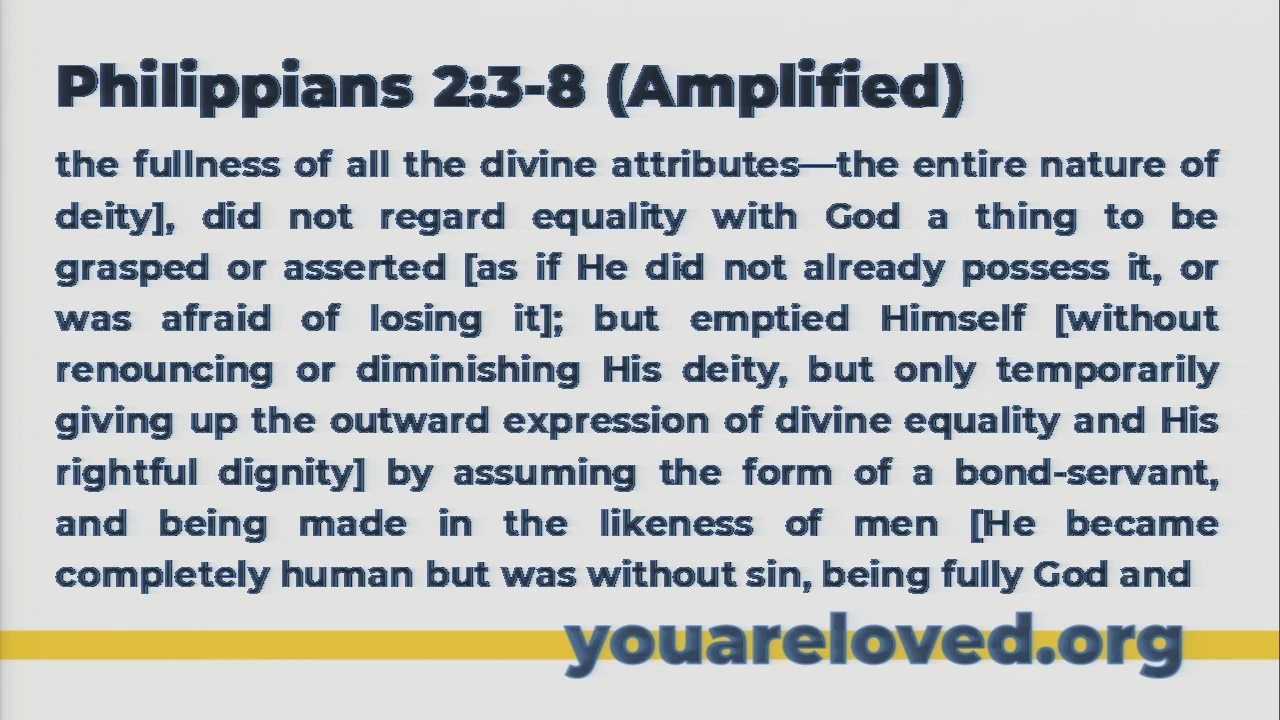 Philippians 2:3-8 (Amplified)
the fullness of all the divine attributes—the entire nature of
deity], did not regard equality with God a thing to be
grasped or asserted [as if He did not already possess it, or
was afraid of losing it]; but emptied Himself [without
renouncing or diminishing His deity, but only temporarily
giving up the outward expression of divine equality and His
rightful dignity] by assuming the form of a bond-servant,
and being made in the likeness of men [He became
completely human but was without sin, being fully God and
youareloved.org